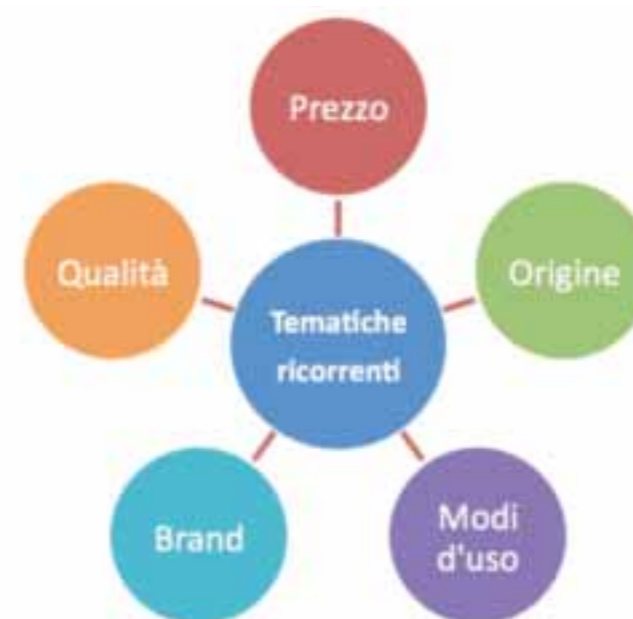 Prezzo
Qualità
Origine
Tematiche
ricorrenti
Brand
Modi
d'uso